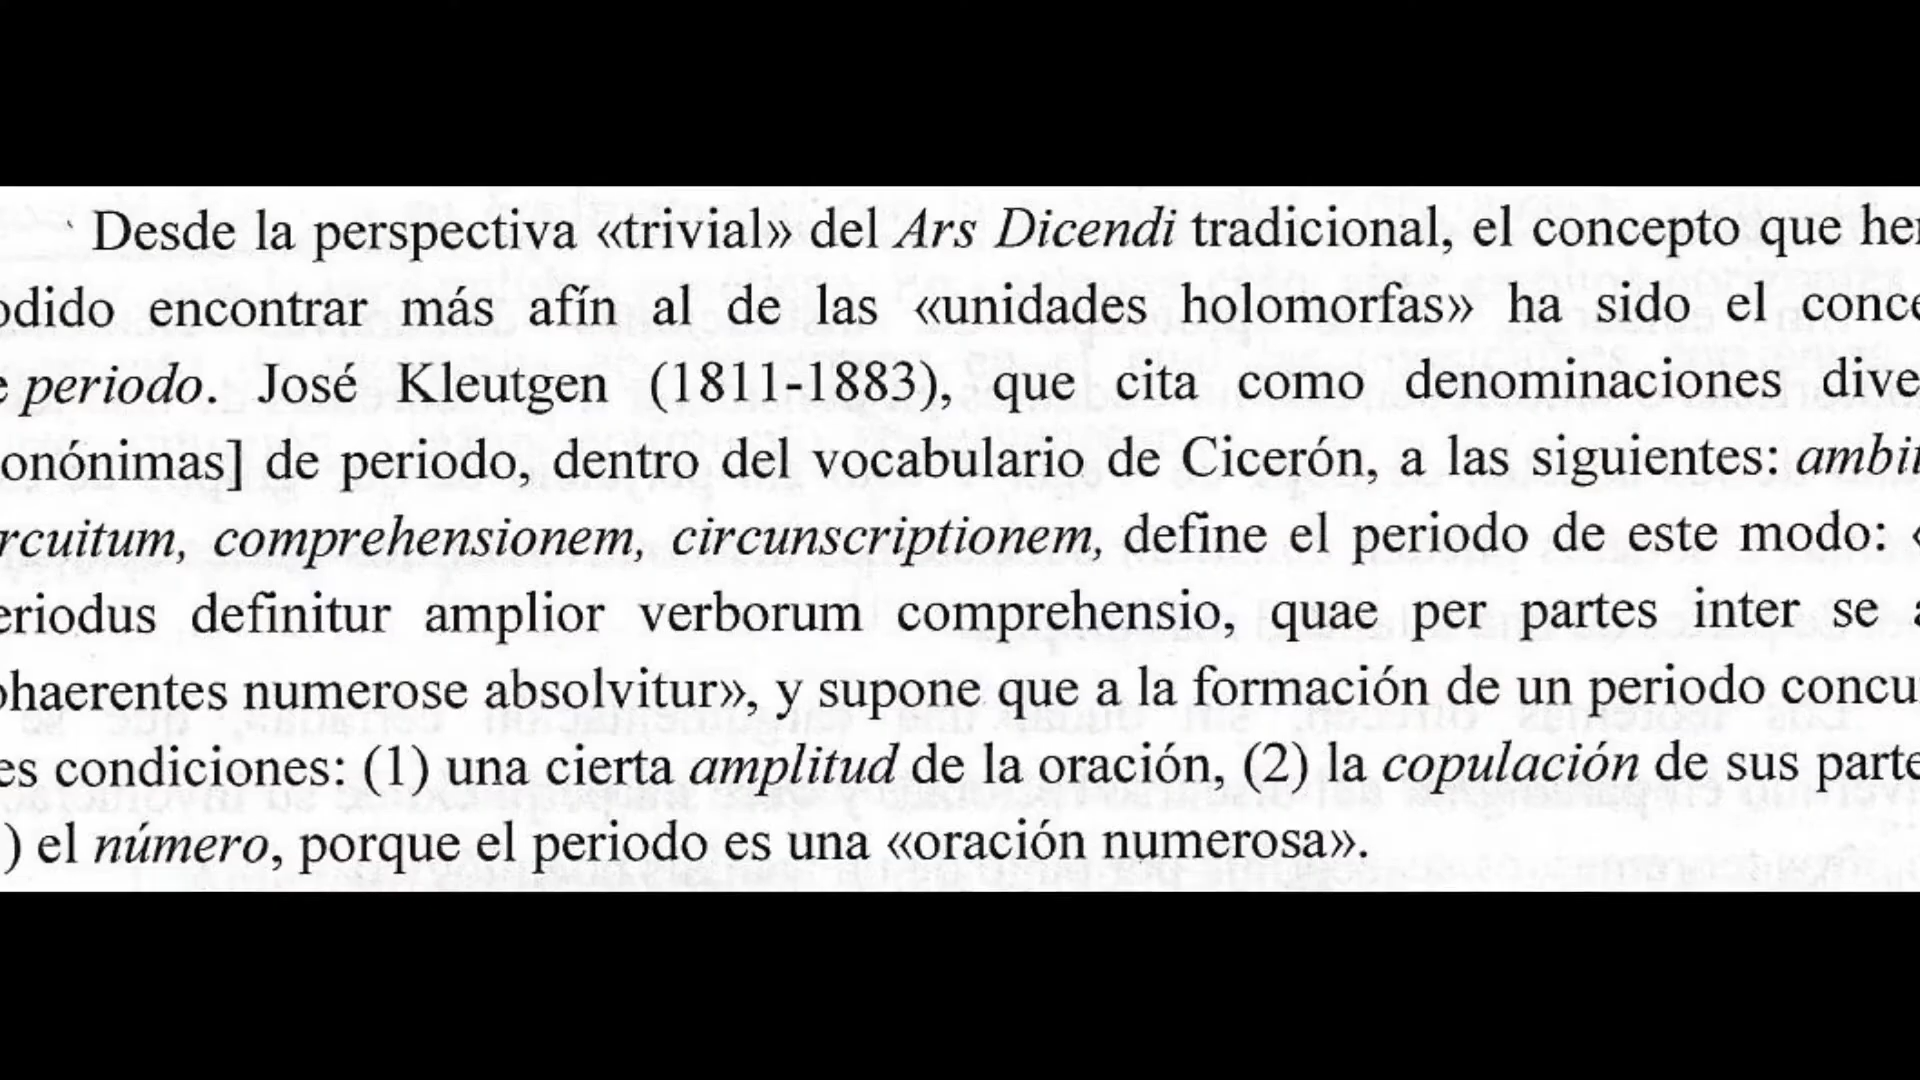 Desde la perspectiva «trivial» del Ars Dicendi tradicional, el concepto que her
odido encontrar más afín al de las «unidades holomorfas» ha sido el conce
e periodo. José Kleutgen (1811-1883), que cita como denominaciones dive
onónimas] de periodo, dentro del vocabulario de Cicerón, a las siguientes: ambit
rcuitum, comprehensionem, circunscriptionem, define el periodo de este modo: «
eriodus definitur amplior verborum comprehensio, quae per partes inter se a
ohaerentes numerose absolvitur», y supone que a la formación de un periodo concu
es condiciones: (1) una cierta amplitud de la oración, (2) la copulación de sus parte
) el número, porque el periodo es una «oración numerosa».